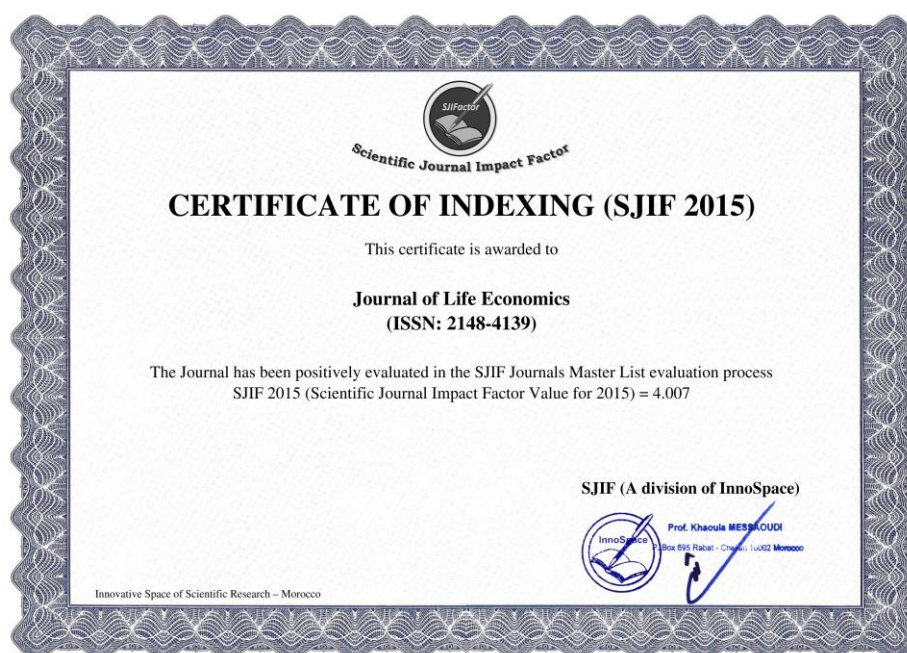 SJIFactor
Scientific Journal Impact Factor
CERTIFICATE OF INDEXING (SJIF 2015)
This certificate is awarded to
Journal of Life Economics
(ISSN: 2148-4139)
The Journal has been positively evaluated in the SJIF Journals Master List evaluation process
SJIF 2015 (Scientific Journal Impact Factor Value for 2015) = 4.007
SJIF (A division of InnoSpace)
InnoSpace
Prof. Khaoula MESSAOUDI
Box 695 Rabat - 10002 Morocco
Innovative Space of Scientific Research – Morocco